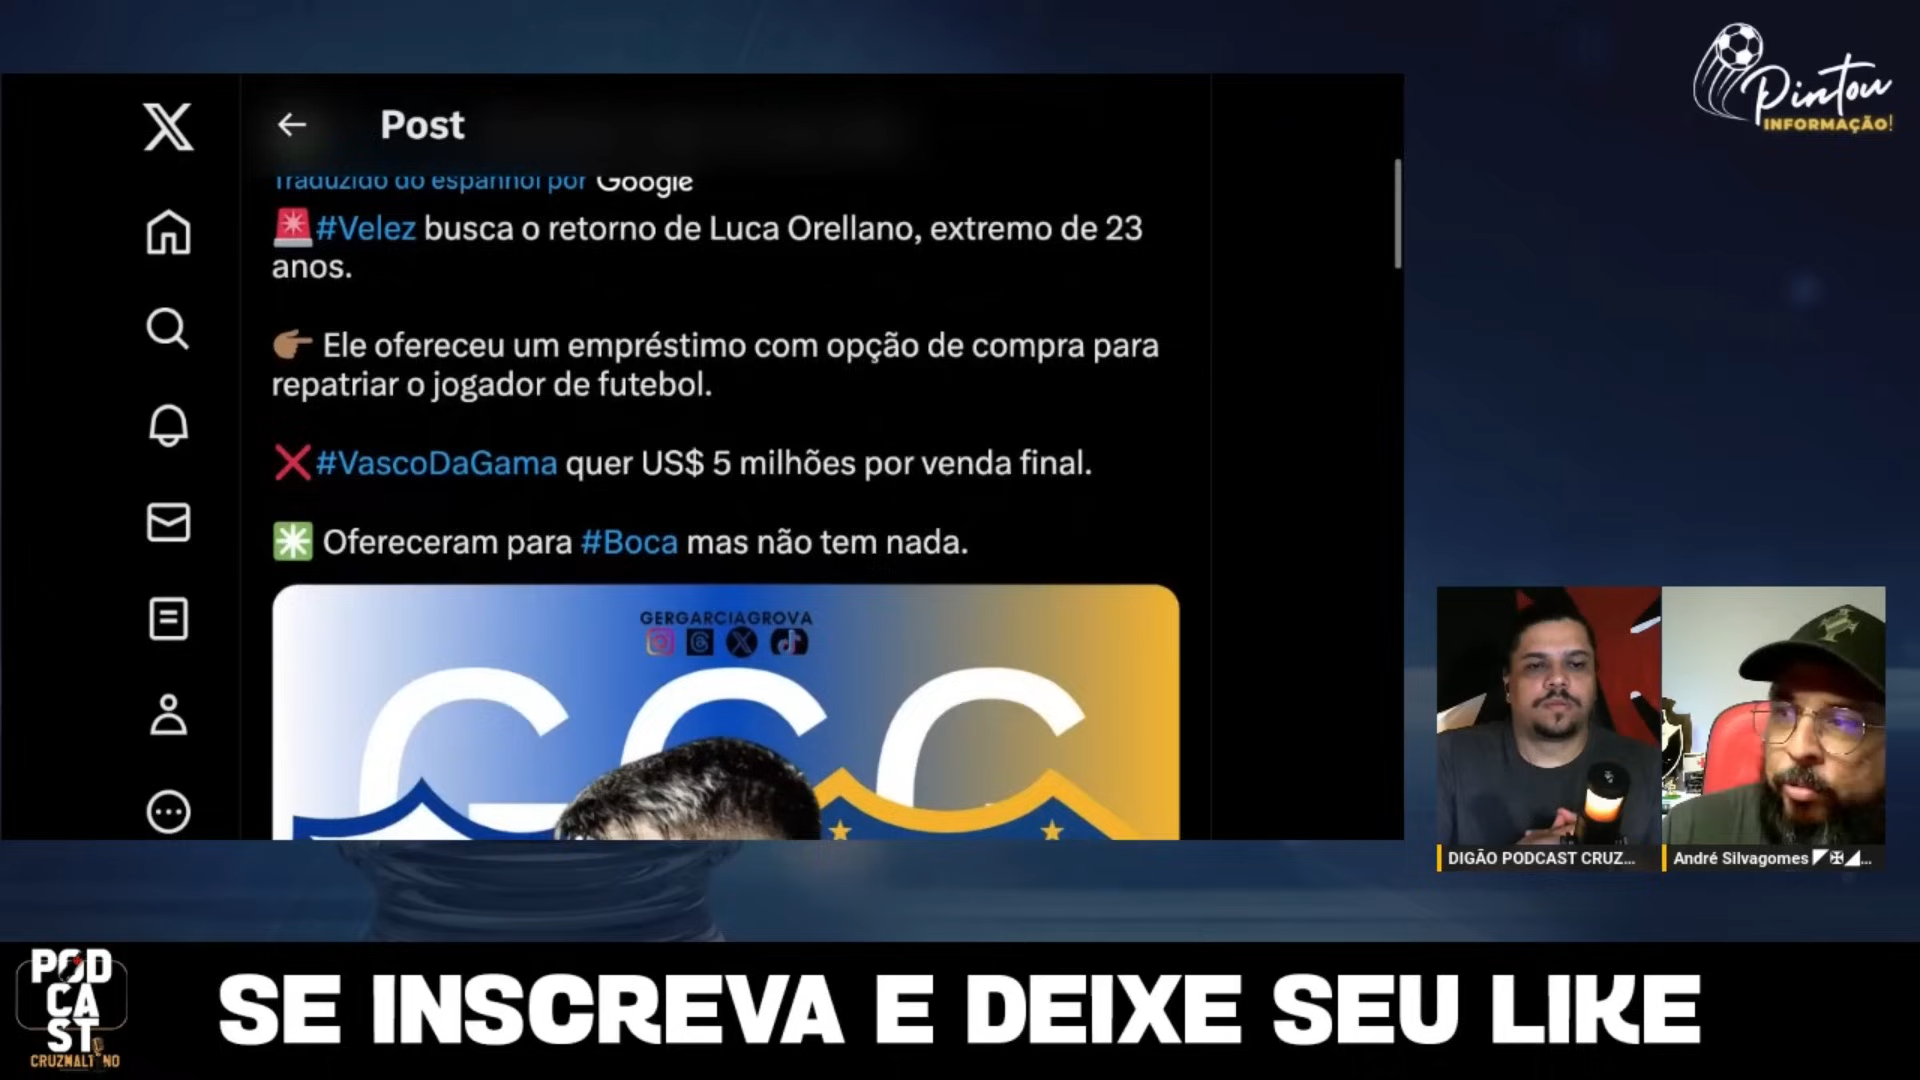 Pintou
INFORMAÇÃO!
Post
Traduzido do espanhol por Google
#Velez busca o retorno de Luca Orellano, extremo de 23
anos.
Ele ofereceu um empréstimo com opção de compra para
repatriar o jogador de futebol.
#VascoDaGama quer US$ 5 milhões por venda final.
Ofereceram para #Boca mas não tem nada.
GERGARCIAGROVA
GGG
DIGÃO PODCAST CRUZ...
André Silvagomes
PODCAST
CRUZMALTINO
SE INSCREVA E DEIXE SEU LIKE